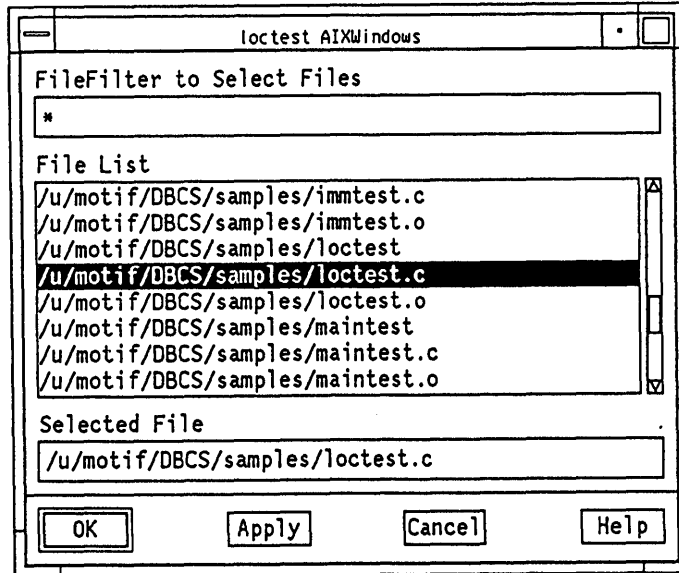 loctest AIXWindows
FileFilter to Select Files
*
File List
/u/motif/DBCS/samples/immtest.c
/u/motif/DBCS/samples/immtest.o
/u/motif/DBCS/samples/loctest
/u/motif/DBCS/samples/loctest.c
/u/motif/DBCS/samples/loctest.o
/u/motif/DBCS/samples/maintest
/u/motif/DBCS/samples/maintest.c
/u/motif/DBCS/samples/maintest.o
Selected File
/u/motif/DBCS/samples/loctest.c
OK Apply Cancel Help